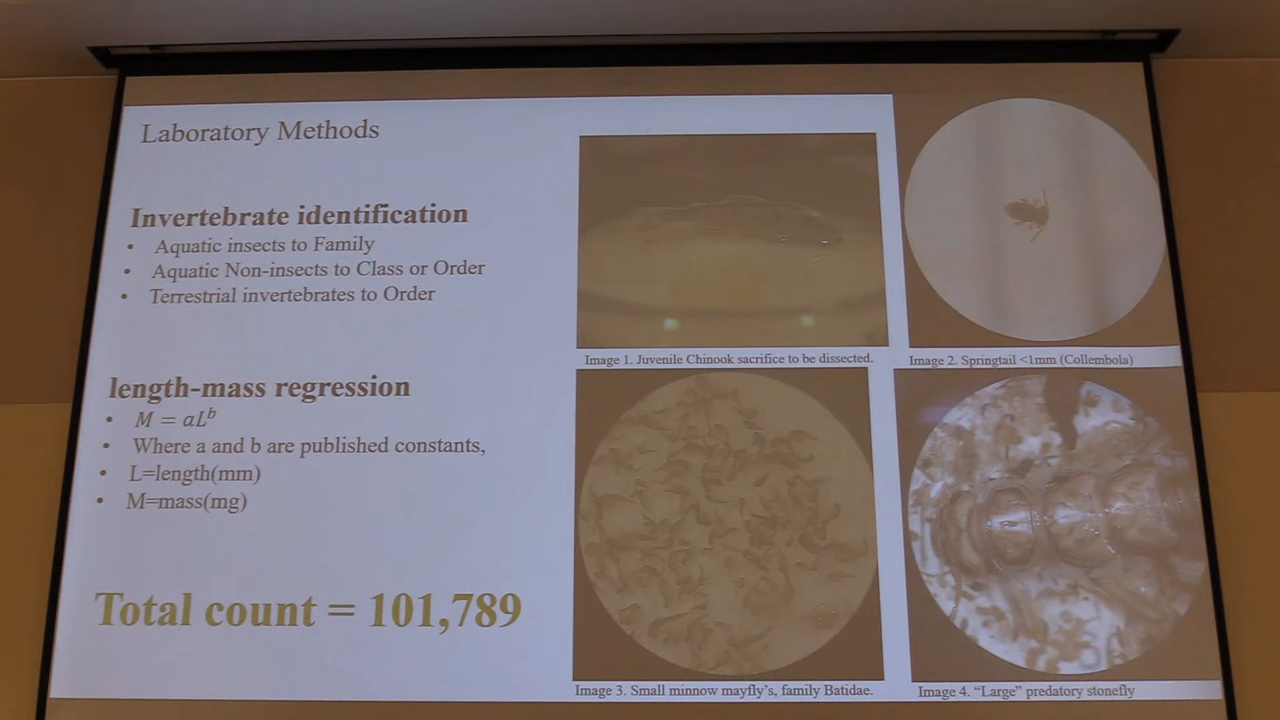 Laboratory Methods
Invertebrate identification
• Aquatic insects to Family
• Aquatic Non-insects to Class or Order
• Terrestrial invertebrates to Order
length-mass regression
• M = aL^b
• Where a and b are published constants,
• L=length(mm)
• M=mass(mg)
Total count = 101,789
Image 1. Juvenile Chinook sacrifice to be dissected.
Image 2. Springtail <1mm (Collembola)
Image 3. Small minnow mayfly's, family Batidae.
Image 4. “Large” predatory stonefly